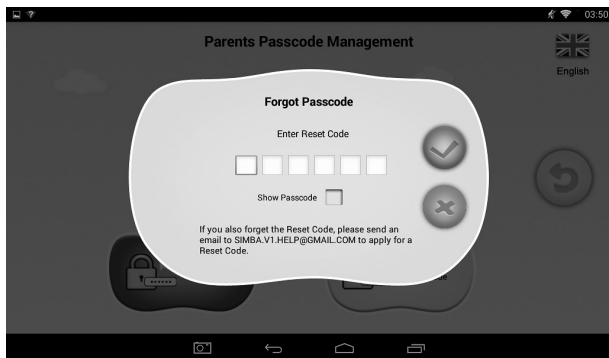 03:50
Parents Passcode Management
English
Forgot Passcode
Enter Reset Code
Show Passcode
If you also forget the Reset Code, please send an
email to SIMBA.V1.HELP@GMAIL.COM to apply for a
Reset Code.